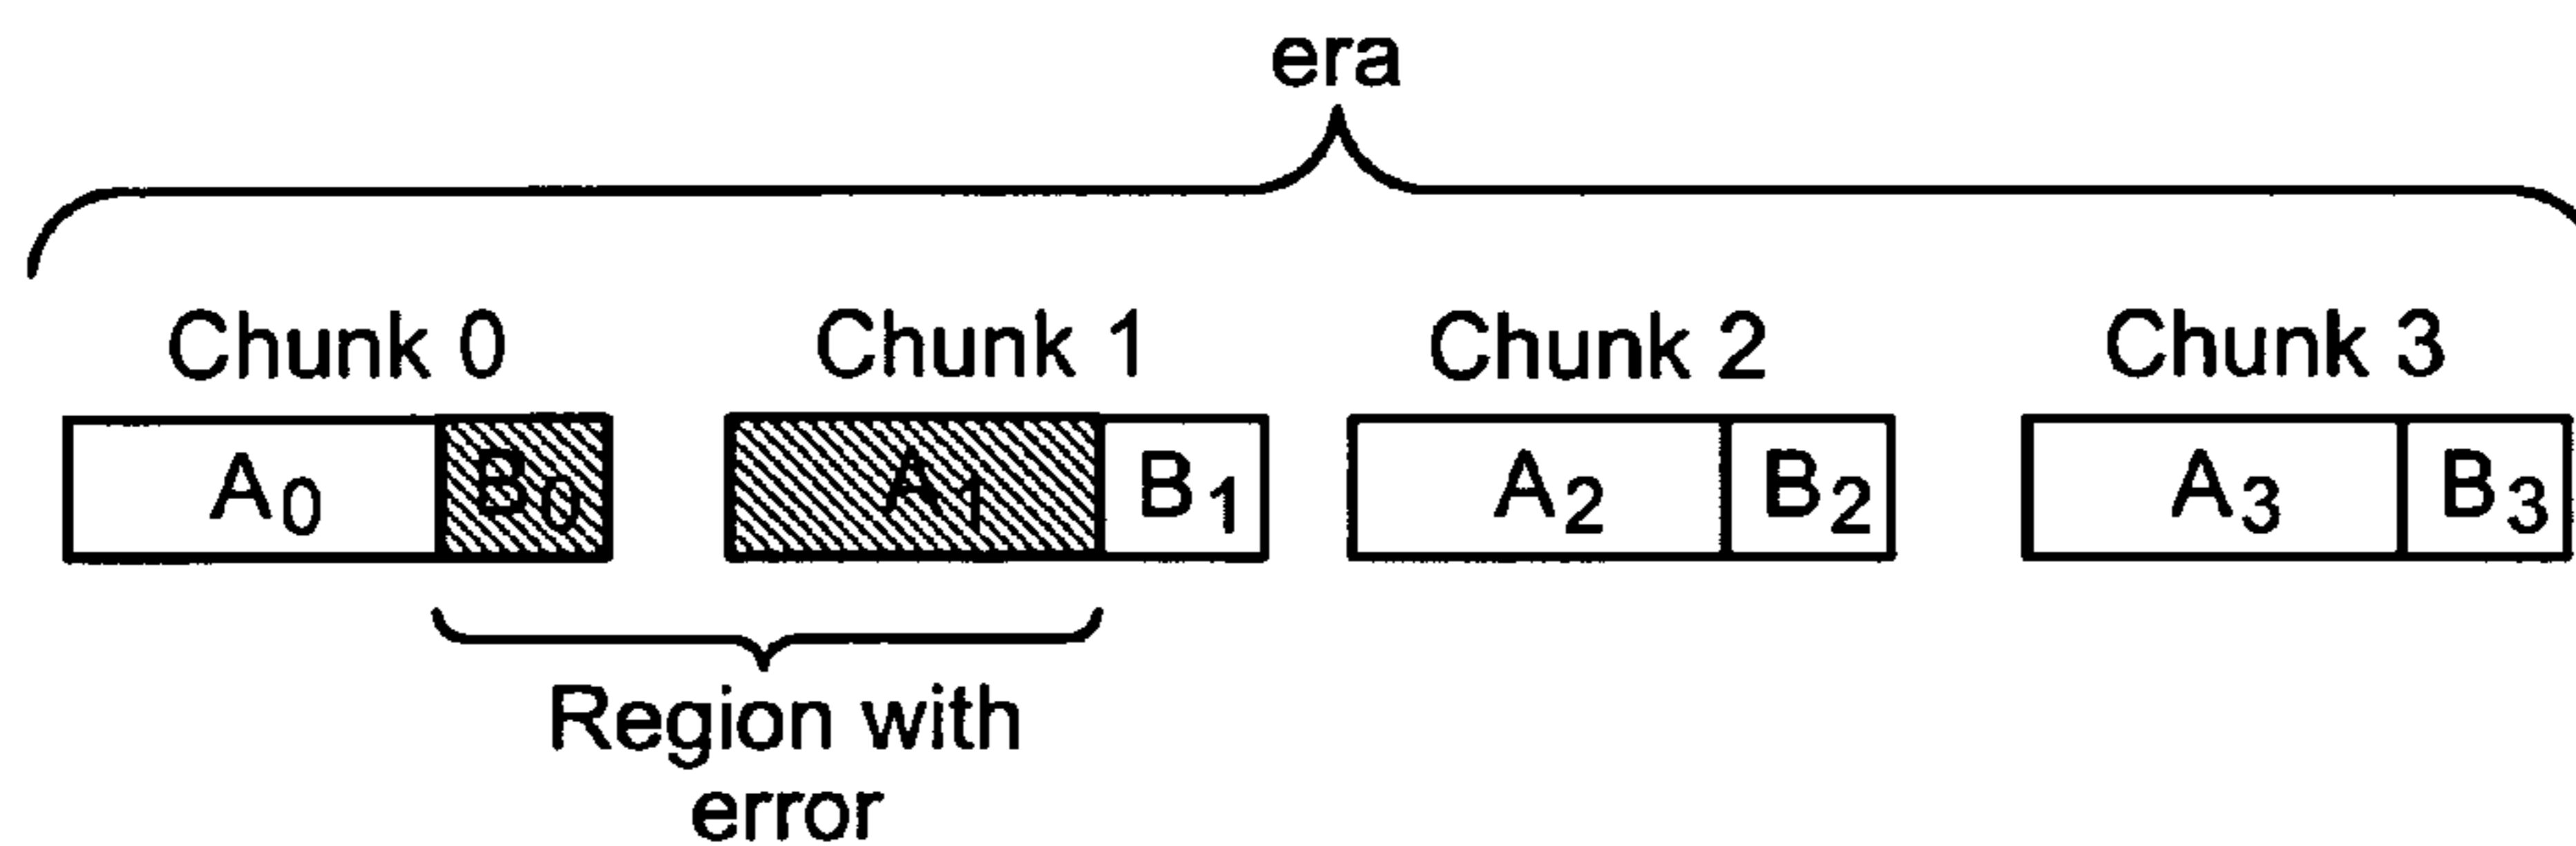 era
Chunk 0 Chunk 1 Chunk 2 Chunk 3
A0 B0 A1 B1 A2 B2 A3 B3
Region with
error